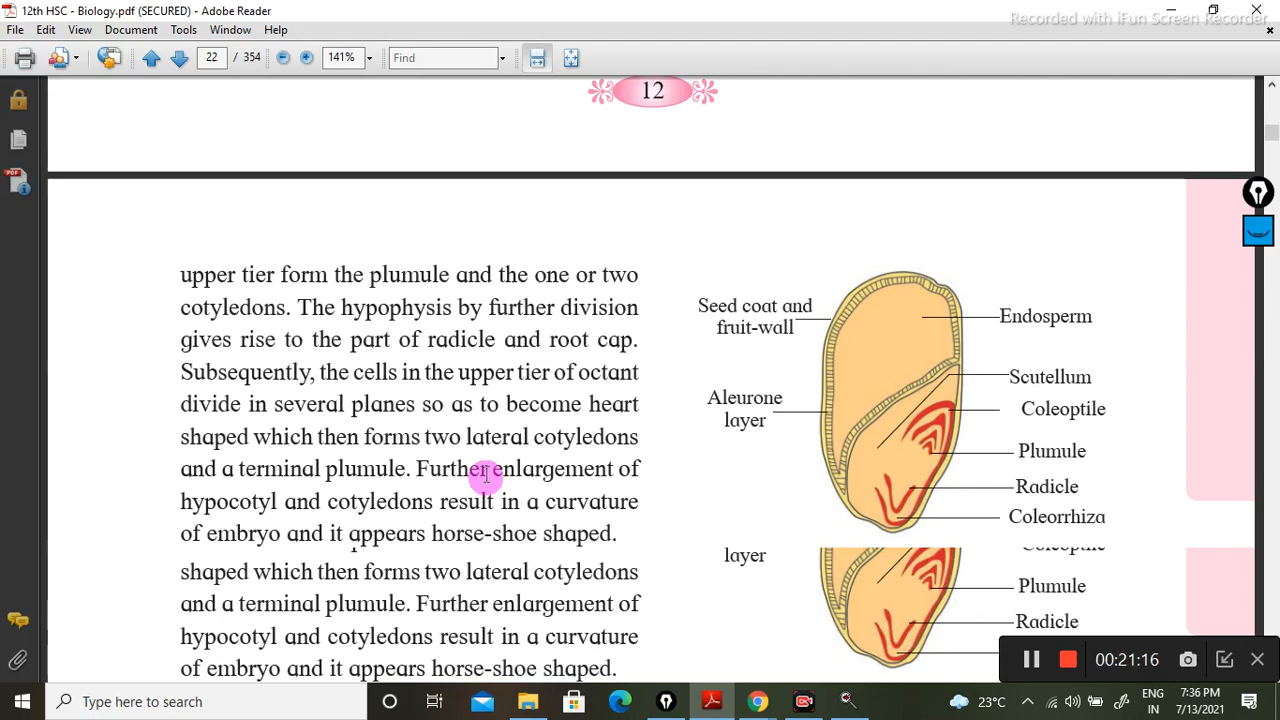 12th HSC - Biology.pdf (SECURED) - Adobe Reader
Recorded with iFun Screen Recorder
File Edit View Document Tools Window Help
22 / 354 141% Find
12
upper tier form the plumule and the one or two
cotyledons. The hypophysis by further division
gives rise to the part of radicle and root cap.
Subsequently, the cells in the upper tier of octant
divide in several planes so as to become heart
shaped which then forms two lateral cotyledons
and a terminal plumule. Further enlargement of
hypocotyl and cotyledons result in a curvature
of embryo and it appears horse-shoe shaped.
shaped which then forms two lateral cotyledons
and a terminal plumule. Further enlargement of
hypocotyl and cotyledons result in a curvature
of embryo and it appears horse-shoe shaped.
Seed coat and
fruit-wall
Aleurone
layer
Endosperm
Scutellum
Coleoptile
Plumule
Radicle
Coleorrhiza
layer
Coleoptile
Plumule
Radicle
00:21:16
Type here to search
23°C
ENG
IN
7:36 PM
7/13/2021